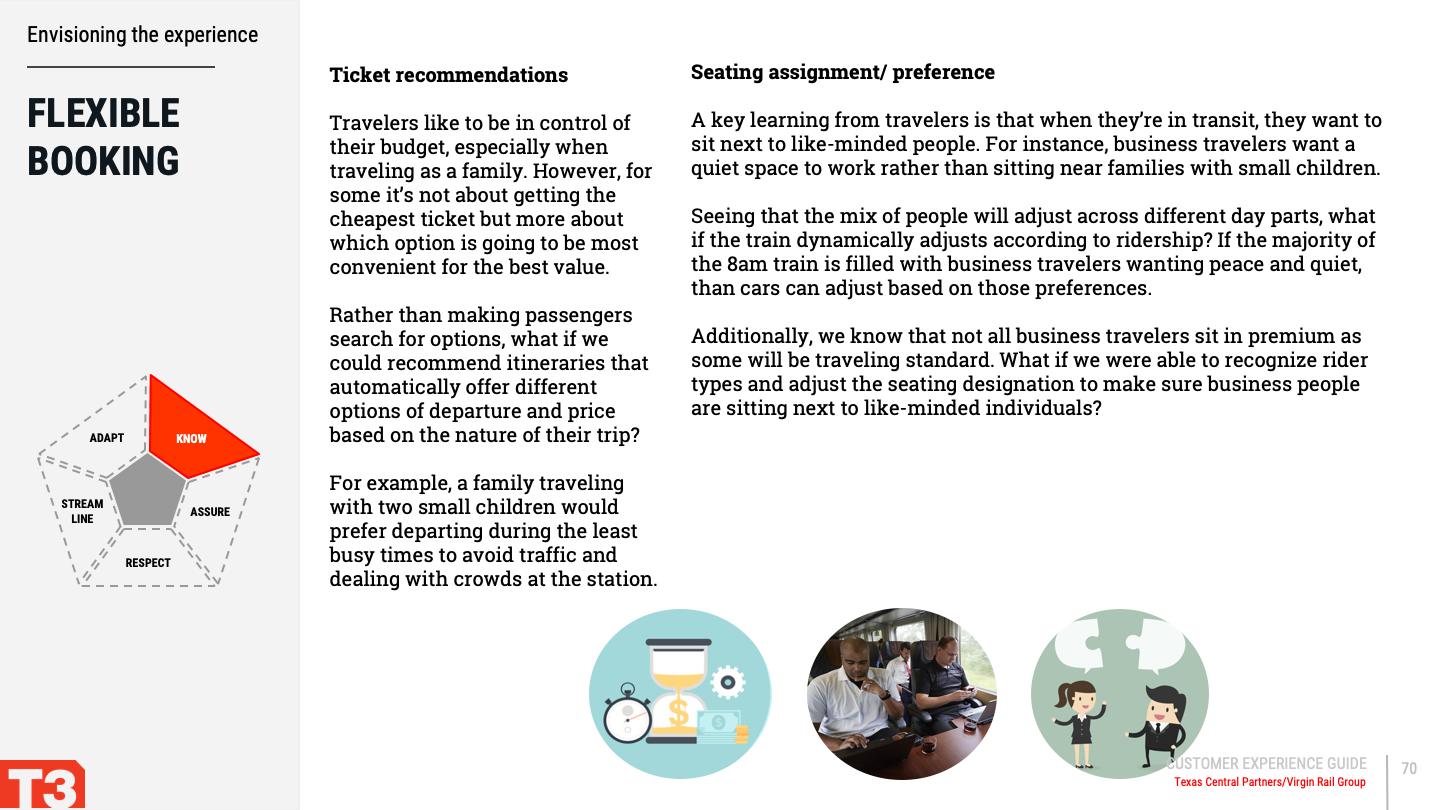 Envisioning the experience
FLEXIBLE
BOOKING
ADAPT
KNOW
STREAM
LINE
ASSURE
RESPECT
T3
Ticket recommendations
Travelers like to be in control of
their budget, especially when
traveling as a family. However, for
some it’s not about getting the
cheapest ticket but more about
which option is going to be most
convenient for the best value.
Rather than making passengers
search for options, what if we
could recommend itineraries that
automatically offer different
options of departure and price
based on the nature of their trip?
For example, a family traveling
with two small children would
prefer departing during the least
busy times to avoid traffic and
dealing with crowds at the station.
Seating assignment/ preference
A key learning from travelers is that when they’re in transit, they want to
sit next to like-minded people. For instance, business travelers want a
quiet space to work rather than sitting near families with small children.
Seeing that the mix of people will adjust across different day parts, what
if the train dynamically adjusts according to ridership? If the majority of
the 8am train is filled with business travelers wanting peace and quiet,
than cars can adjust based on those preferences.
Additionally, we know that not all business travelers sit in premium as
some will be traveling standard. What if we were able to recognize rider
types and adjust the seating designation to make sure business people
are sitting next to like-minded individuals?
$
$
CUSTOMER EXPERIENCE GUIDE
Texas Central Partners/Virgin Rail Group
70